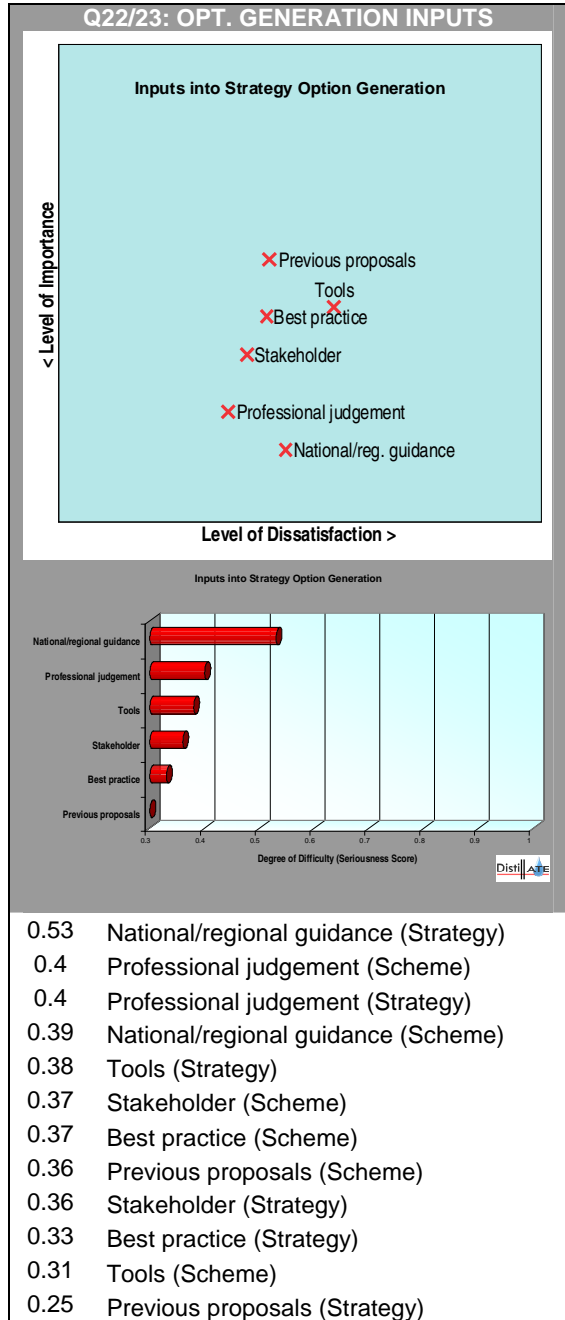 Q22/23: OPT. GENERATION INPUTS
Inputs into Strategy Option Generation
< Level of Importance
Previous proposals
Tools
Best practice
Stakeholder
Professional judgement
National/reg. guidance
Level of Dissatisfaction >
Inputs into Strategy Option Generation
National/regional guidance
Professional judgement
Tools
Stakeholder
Best practice
Previous proposals
0.3 0.4 0.5 0.6 0.7 0.8 0.9 1
Degree of Difficulty (Seriousness Score)
DistillATE
0.53 National/regional guidance (Strategy)
0.4 Professional judgement (Scheme)
0.4 Professional judgement (Strategy)
0.39 National/regional guidance (Scheme)
0.38 Tools (Strategy)
0.37 Stakeholder (Scheme)
0.37 Best practice (Scheme)
0.36 Previous proposals (Scheme)
0.36 Stakeholder (Strategy)
0.33 Best practice (Strategy)
0.31 Tools (Scheme)
0.25 Previous proposals (Strategy)